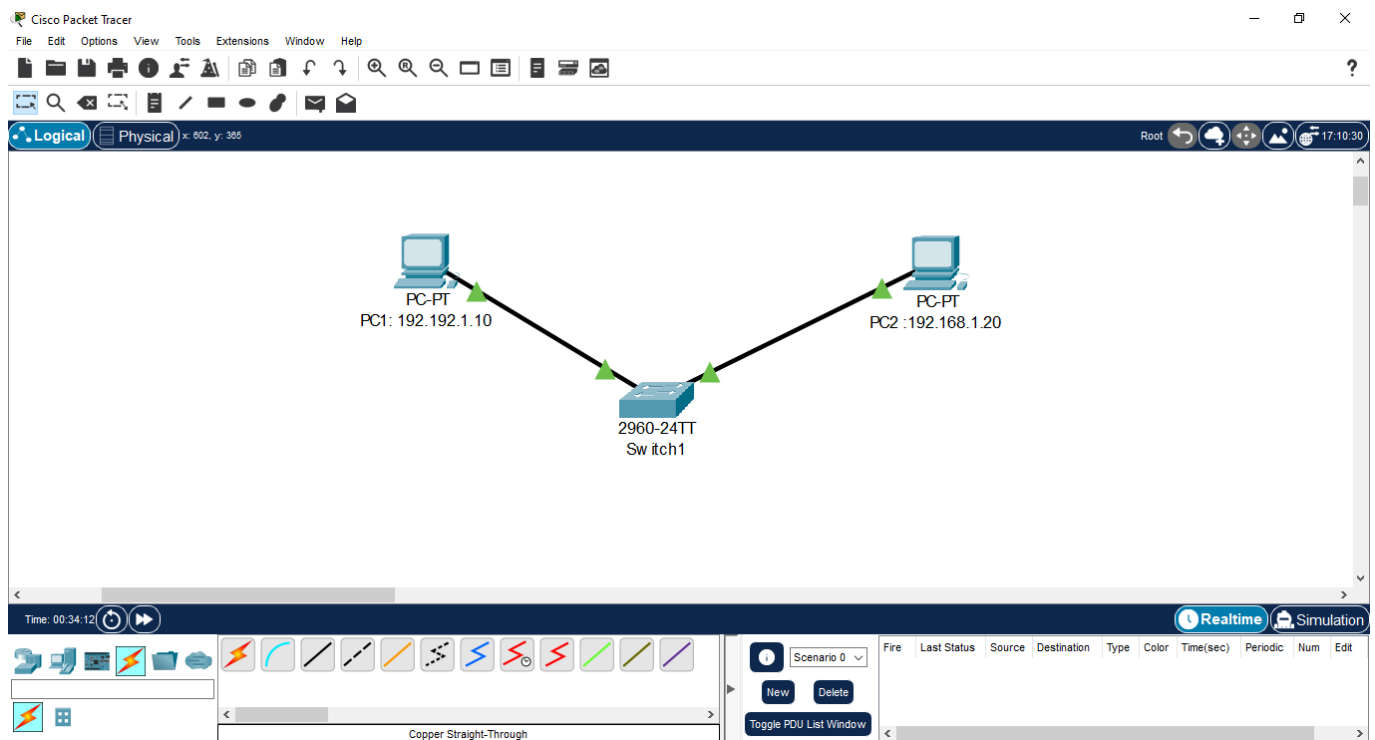 Cisco Packet Tracer
File Edit Options View Tools Extensions Window Help
?
Logical Physical x: 602, y: 365 Root 17:10:30
PC-PT
PC1: 192.192.1.10
PC-PT
PC2 :192.168.1.20
2960-24TT
Switch1
Time: 00:34:12 Realtime Simulation
Scenario 0
Fire Last Status Source Destination Type Color Time(sec) Periodic Num Edit
New Delete
Toggle PDU List Window
Copper Straight-Through